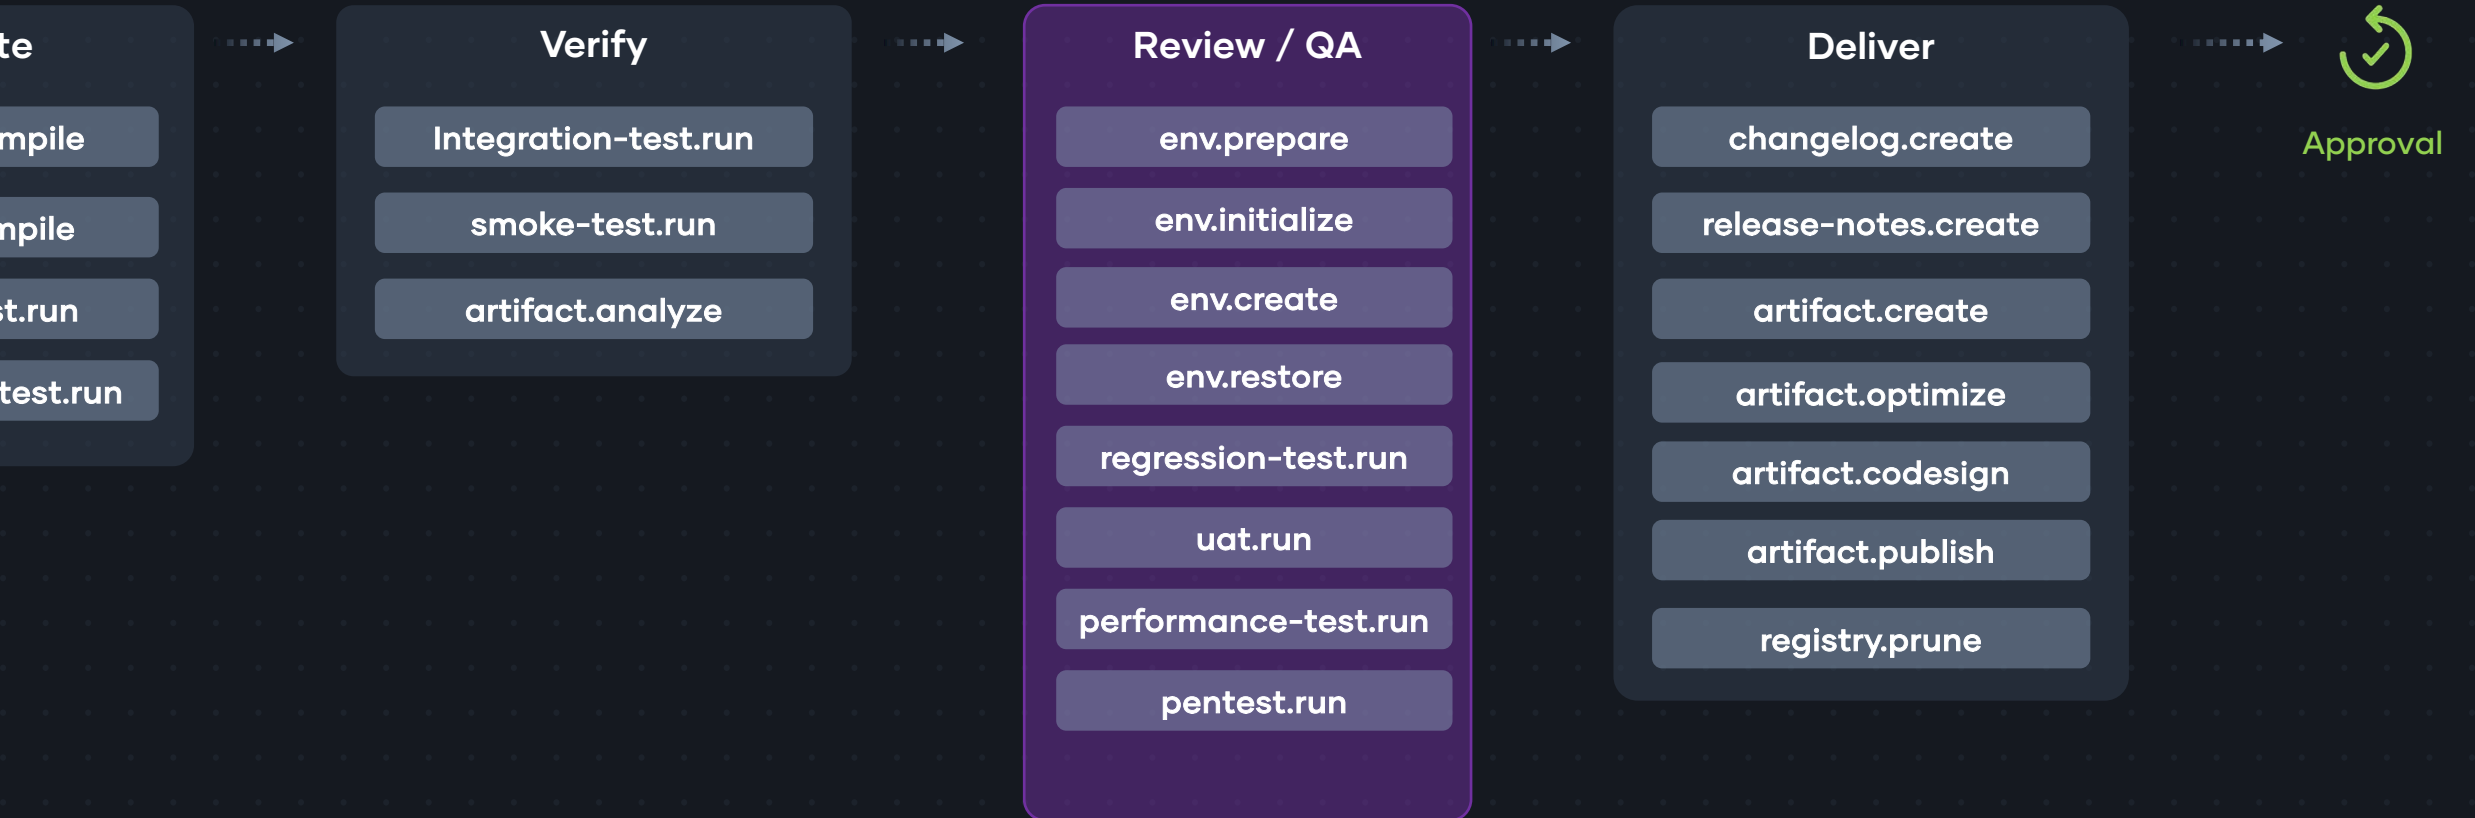 te
mpile
mpile
st.run
test.run
Verify
Integration-test.run
smoke-test.run
artifact.analyze
Review / QA
env.prepare
env.initialize
env.create
env.restore
regression-test.run
uat.run
performance-test.run
pentest.run
Deliver
changelog.create
release-notes.create
artifact.create
artifact.optimize
artifact.codesign
artifact.publish
registry.prune
Approval